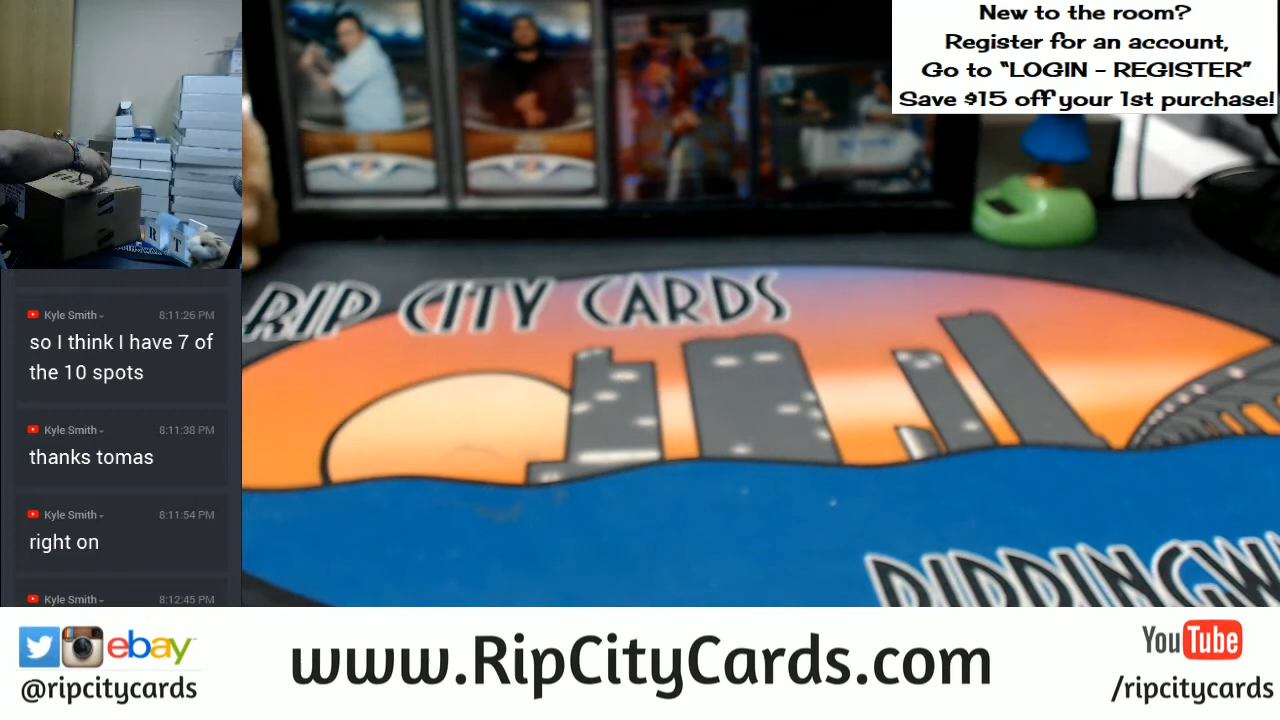 New to the room?
Register for an account,
Go to “LOGIN - REGISTER”
Save $15 off your 1st purchase!
R T
RIP CITY CARDS
Kyle Smith 8:11:26 PM
so I think I have 7 of
the 10 spots
Kyle Smith 8:11:38 PM
thanks tomas
Kyle Smith 8:11:54 PM
right on
Kyle Smith 8:12:45 PM
ebay
@ripcitycards
www.RipCityCards.com
YouTube
/ripcitycards